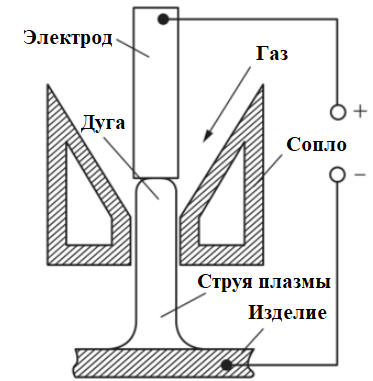 Электрод
Газ
Дуга
+
Сопло
−
Струя плазмы
Изделие